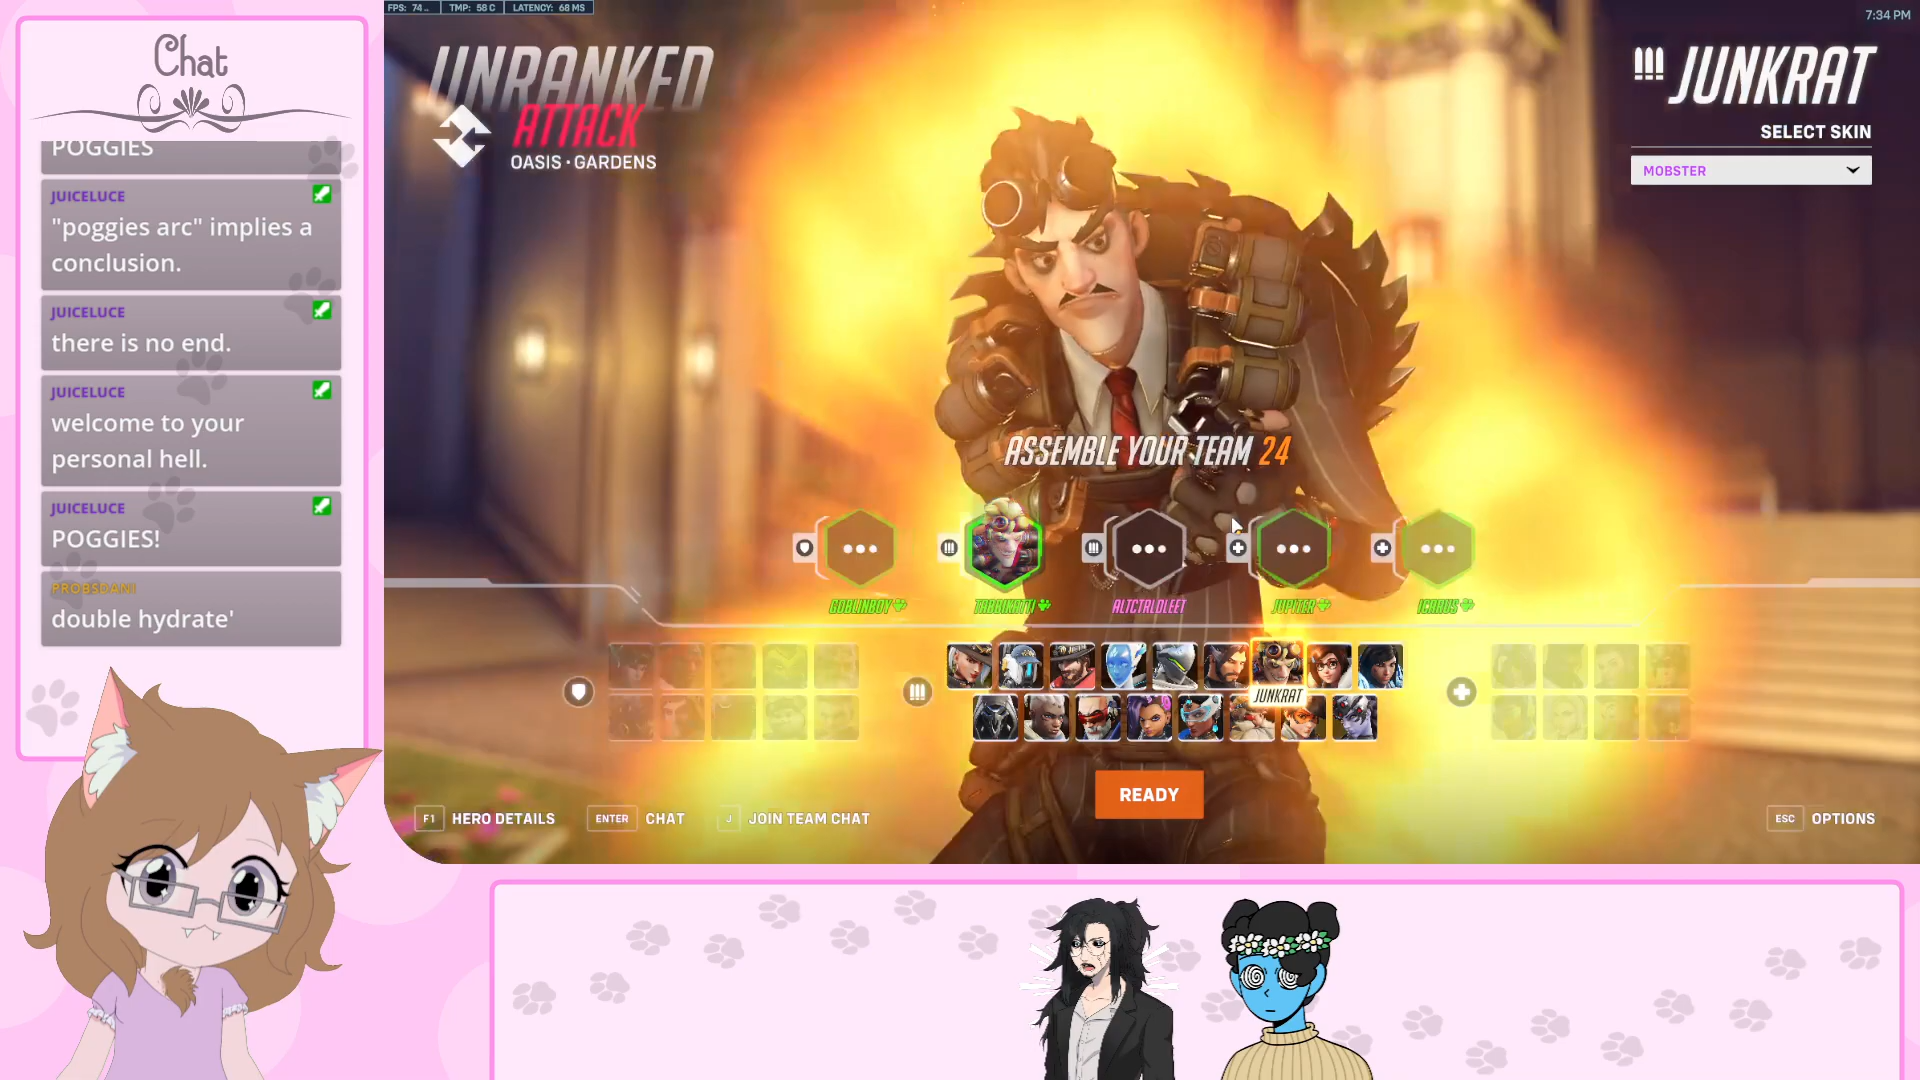 Chat
POGGIES
JUICELUCE
"poggies arc" implies a
conclusion.
JUICELUCE
there is no end.
JUICELUCE
welcome to your
personal hell.
JUICELUCE
POGGIES!
PROBSDANI
double hydrate'
FPS: 74 TMP: 58 C LATENCY: 68 MS
7:34 PM
UNRANKED
ATTACK
OASIS · GARDENS
JUNKRAT
SELECT SKIN
MOBSTER
ASSEMBLE YOUR TEAM 24
GOBLINBOY TABBIKATTI ALTCTRLDLEET JUPITER ICARUS
JUNKRAT
READY
F1 HERO DETAILS ENTER CHAT J JOIN TEAM CHAT
ESC OPTIONS